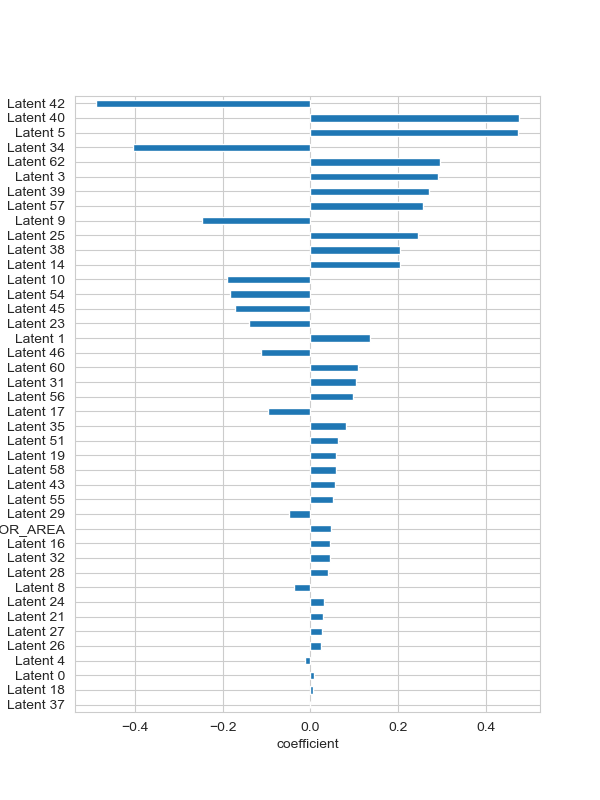 Latent 42
Latent 40
Latent 5
Latent 34
Latent 62
Latent 3
Latent 39
Latent 57
Latent 9
Latent 25
Latent 38
Latent 14
Latent 10
Latent 54
Latent 45
Latent 23
Latent 1
Latent 46
Latent 60
Latent 31
Latent 56
Latent 17
Latent 35
Latent 51
Latent 19
Latent 58
Latent 43
Latent 55
Latent 29
OR_AREA
Latent 16
Latent 32
Latent 28
Latent 8
Latent 24
Latent 21
Latent 27
Latent 26
Latent 4
Latent 0
Latent 18
Latent 37
−0.4 −0.2 0.0 0.2 0.4
coefficient